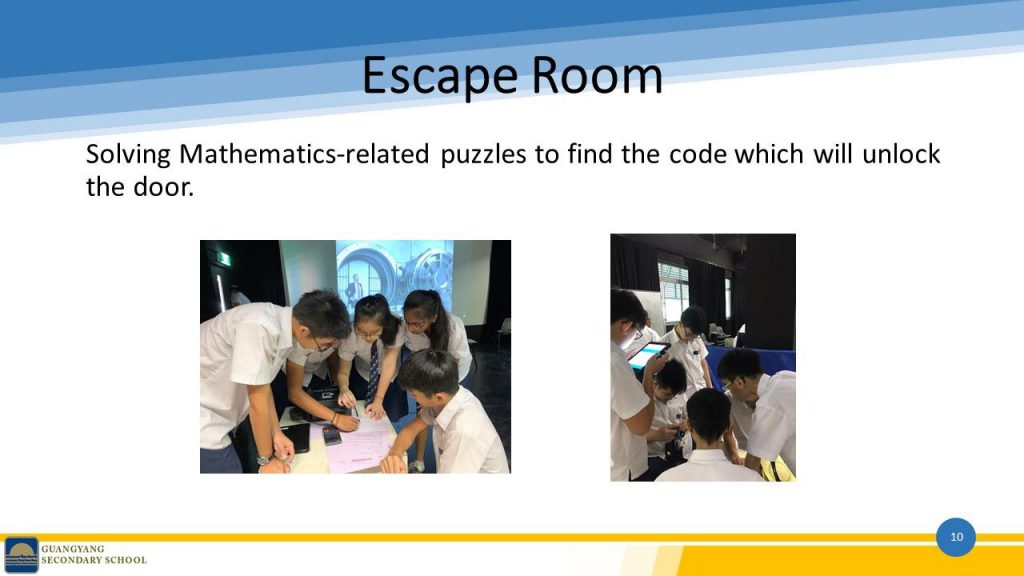 Escape Room
Solving Mathematics-related puzzles to find the code which will unlock
the door.
10
GUANGYANG
SECONDARY SCHOOL